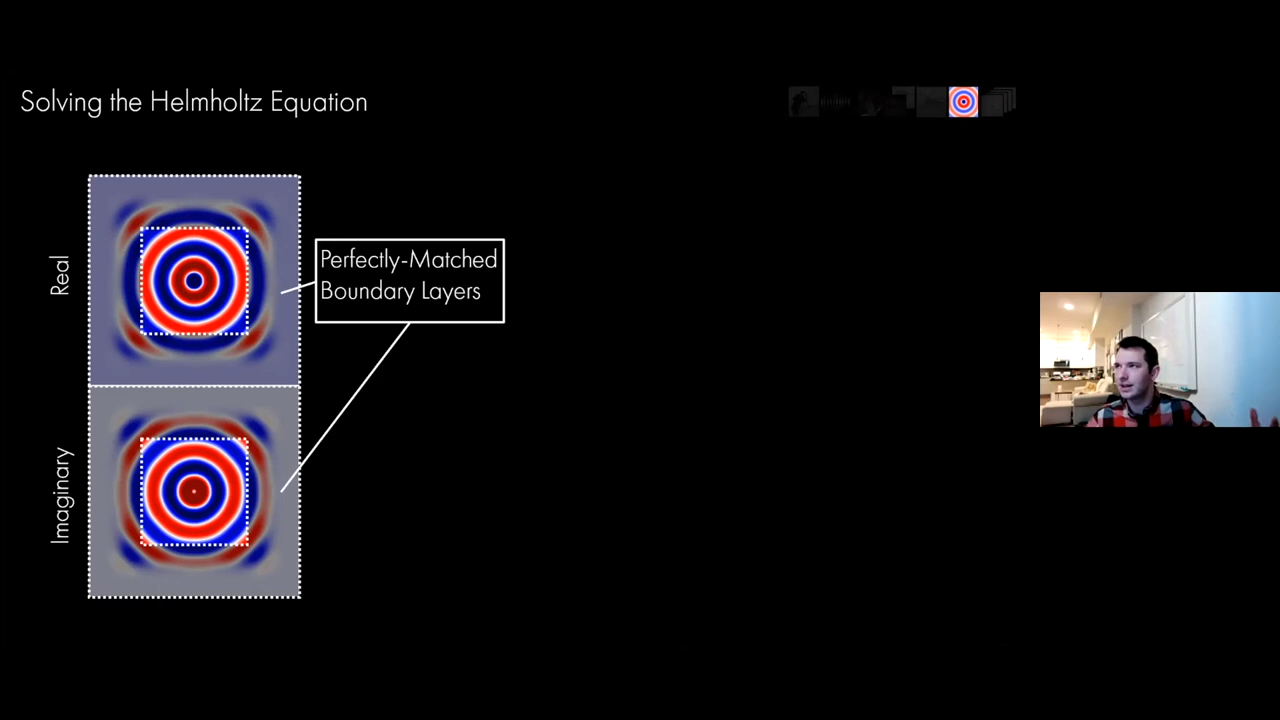 Solving the Helmholtz Equation
Real
Perfectly-Matched
Boundary Layers
Imaginary